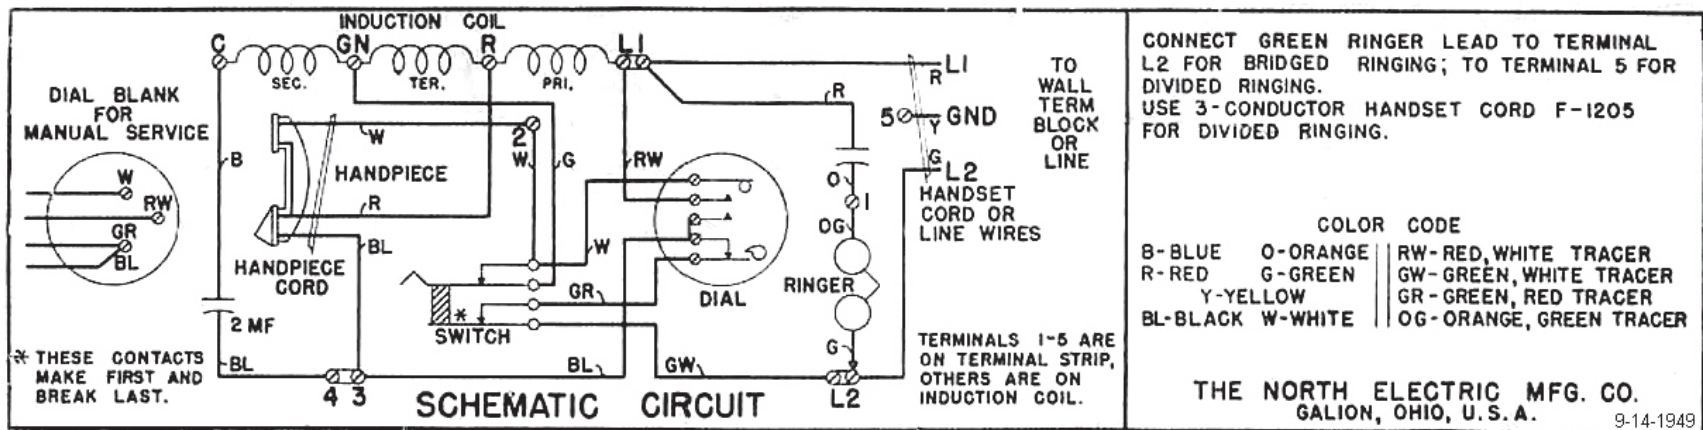 INDUCTION COIL
C GN R L1
SEC. TER. PRI.
DIAL BLANK
FOR
MANUAL SERVICE
W
RW
GR
BL
B
W
2
W
G
RW
HANDPIECE
R
BL
HANDPIECE
CORD
2 MF
BL
4 3
W
GR
*
SWITCH
BL
GW
DIAL
R
O
1
OG
RINGER
G
L2
R L1
5 Y GND
G L2
HANDSET
CORD OR
LINE WIRES
TO
WALL
TERM
BLOCK
OR
LINE
* THESE CONTACTS
MAKE FIRST AND
BREAK LAST.
SCHEMATIC CIRCUIT
TERMINALS 1-5 ARE
ON TERMINAL STRIP,
OTHERS ARE ON
INDUCTION COIL.
CONNECT GREEN RINGER LEAD TO TERMINAL
L2 FOR BRIDGED RINGING; TO TERMINAL 5 FOR
DIVIDED RINGING.
USE 3-CONDUCTOR HANDSET CORD F-1205
FOR DIVIDED RINGING.
COLOR CODE
B-BLUE O-ORANGE RW-RED, WHITE TRACER
R-RED G-GREEN GW-GREEN, WHITE TRACER
Y-YELLOW GR-GREEN, RED TRACER
BL-BLACK W-WHITE OG-ORANGE, GREEN TRACER
THE NORTH ELECTRIC MFG. CO.
GALION, OHIO, U.S.A.
9-14-1949